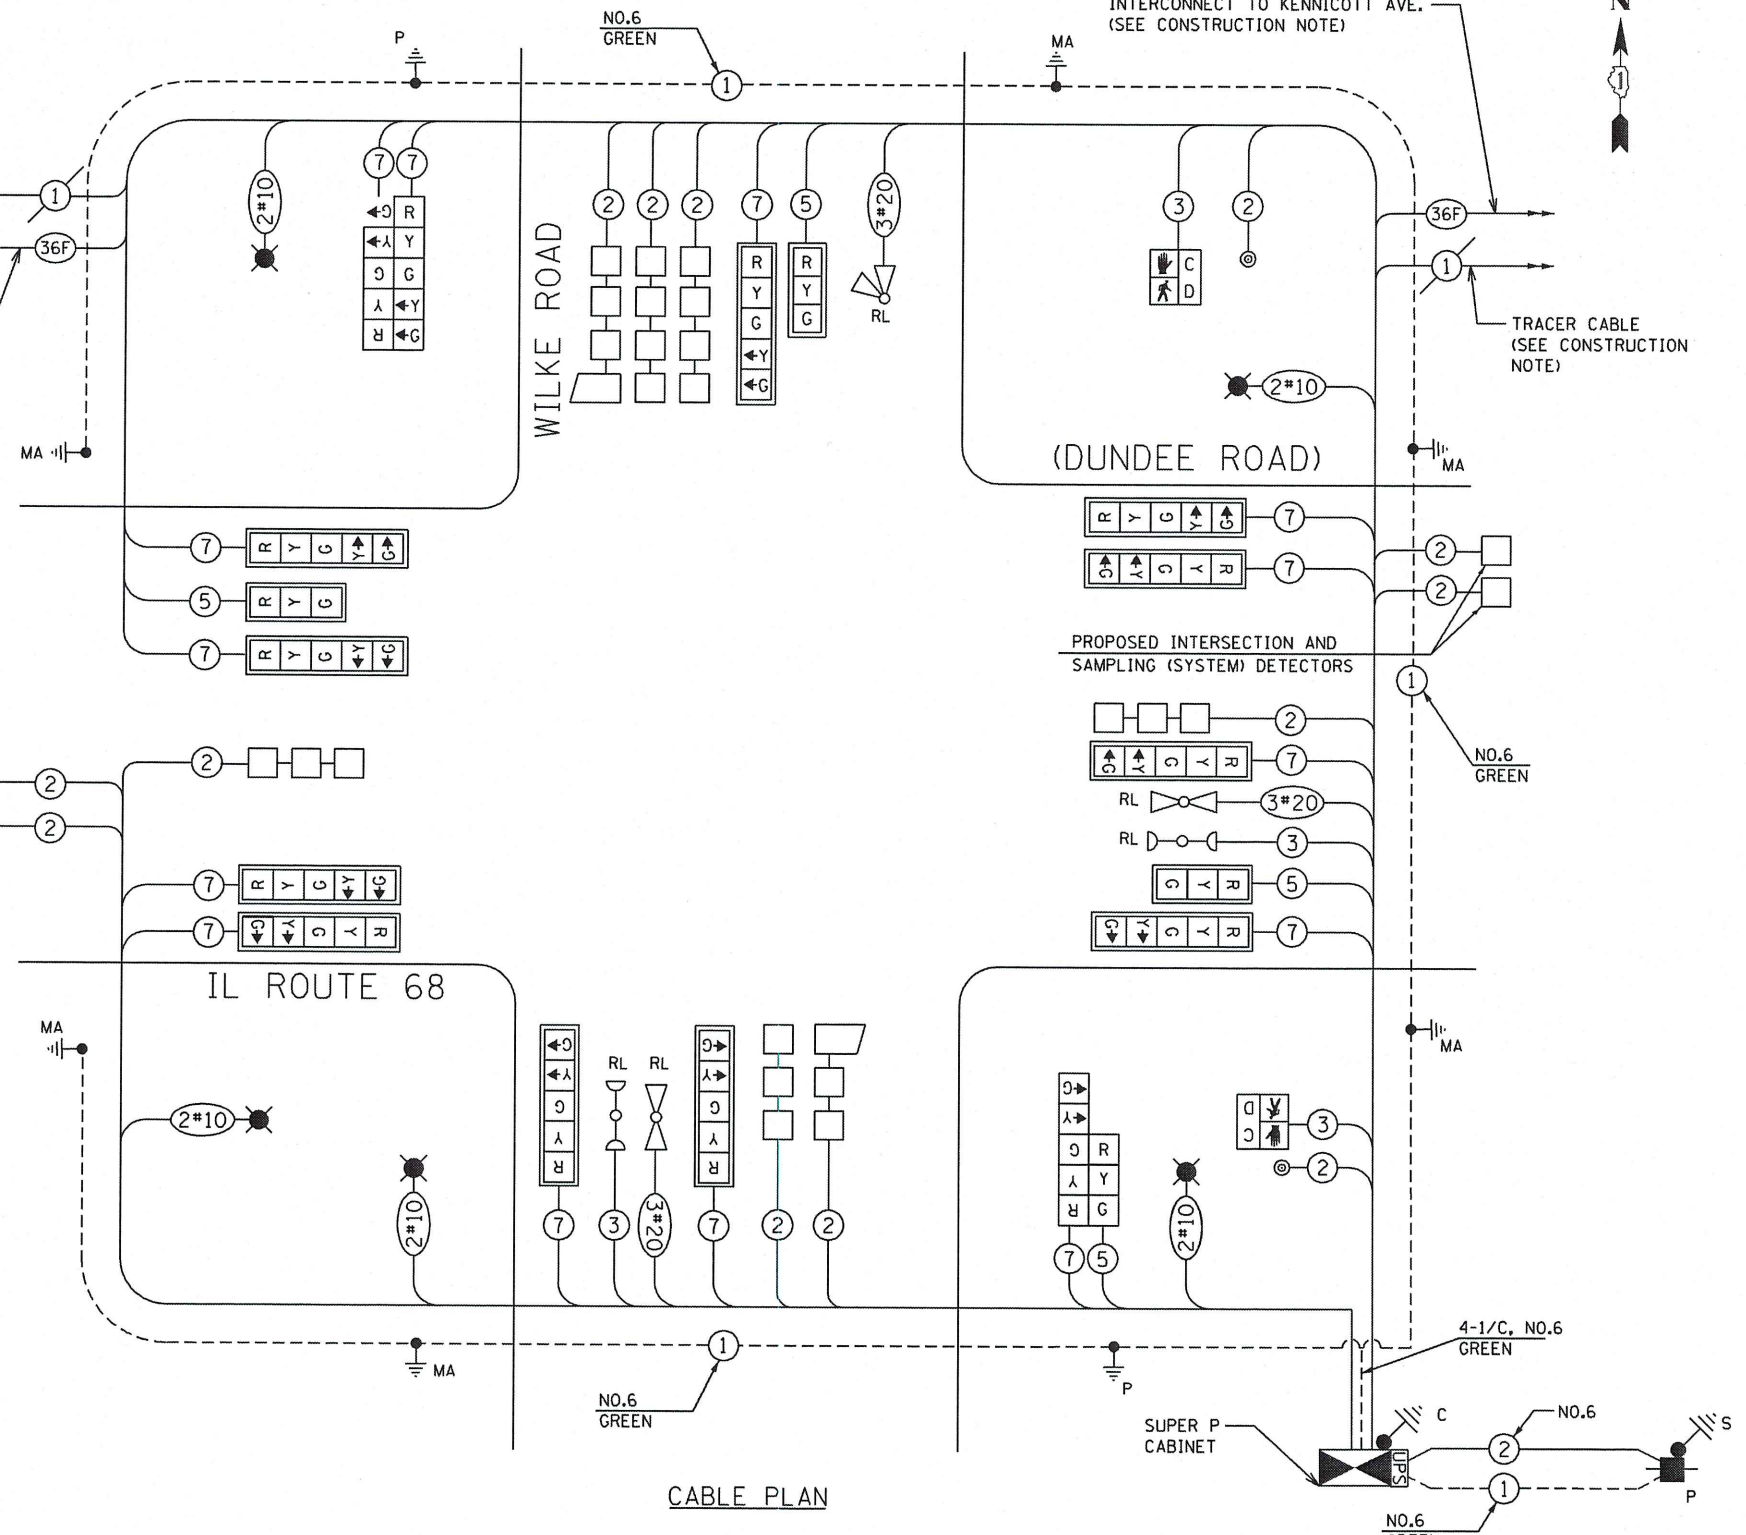 INTERCONNECT TO KENNICOTT AVE.
(SEE CONSTRUCTION NOTE)
N
1
NO.6
GREEN
P
MA
1
1
36F
2#10
7
7
G
R
Y
Y
G
G
Y
Y
R
G
WILKE ROAD
2
2
2
7
5
3#20
R
Y
G
Y
G
R
Y
G
RL
3
2
C
D
36F
1
TRACER CABLE
(SEE CONSTRUCTION
NOTE)
2#10
MA
MA
(DUNDEE ROAD)
7
R Y G Y G
5
R Y G
7
R Y G Y G
R Y G Y G
7
G Y G Y R
7
2
2
PROPOSED INTERSECTION AND
SAMPLING (SYSTEM) DETECTORS
1
NO.6
GREEN
2
2
2
2
G Y G Y R
7
RL
3#20
RL
3
G Y R
5
G Y G Y R
7
7
R Y G Y G
7
G Y G Y R
IL ROUTE 68
MA
MA
2#10
2#10
G
Y
G
Y
R
7
RL
3
RL
3#20
G
Y
G
Y
R
7
2
2
G
Y
G
R
Y
Y
R
G
7
5
2#10
D
C
3
2
MA
1
NO.6
GREEN
P
4-1/C, NO.6
GREEN
SUPER P
CABINET
C
UPS
NO.6
2
S
1
P
NO.6
CABLE PLAN